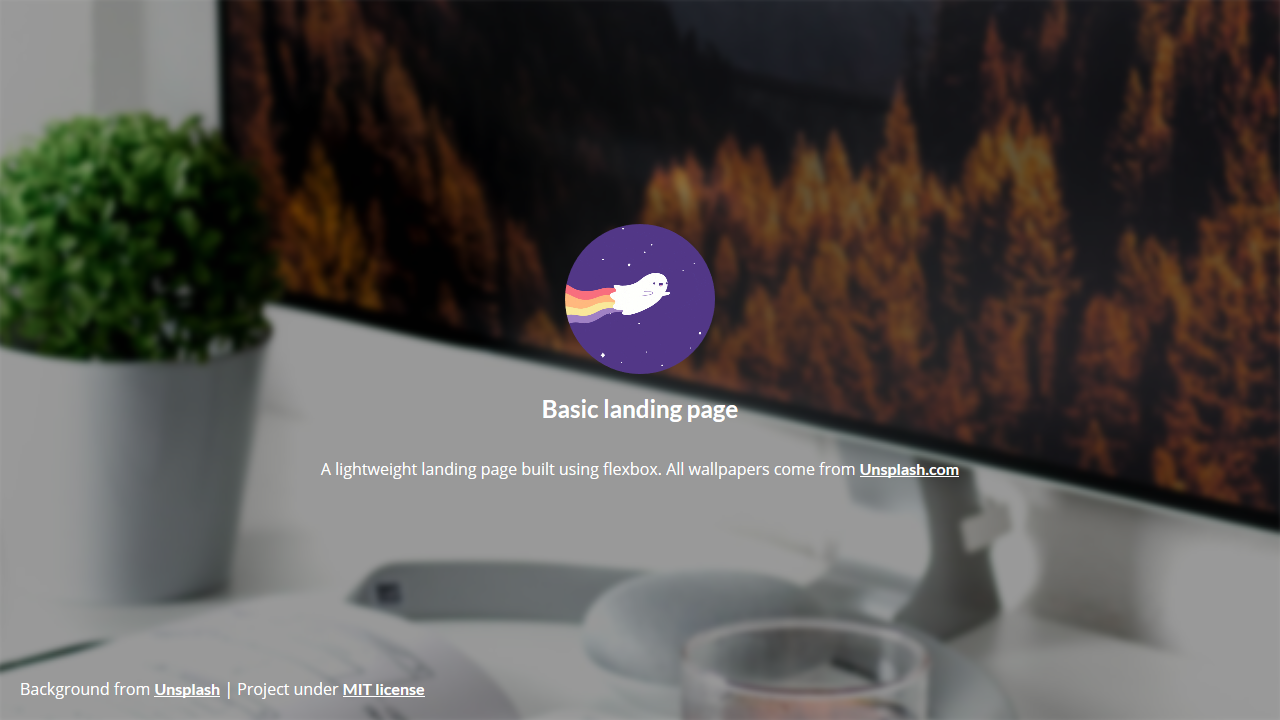 Basic landing page
A lightweight landing page built using flexbox. All wallpapers come from Unsplash.com
Background from Unsplash | Project under MIT license